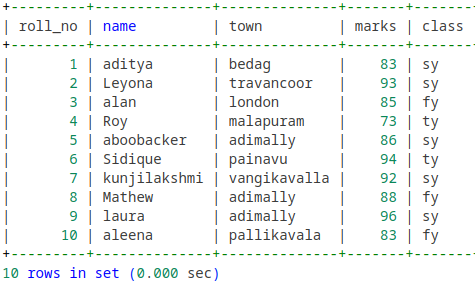 +---------+--------------+--------------+-------+-------
| roll_no | name         | town         | marks | class
+---------+--------------+--------------+-------+-------
|       1 | aditya       | bedag        |    83 | sy
|       2 | Leyona       | travancoor   |    93 | sy
|       3 | alan         | london       |    85 | fy
|       4 | Roy          | malapuram    |    73 | ty
|       5 | aboobacker   | adimally     |    86 | sy
|       6 | Sidique      | painavu      |    94 | ty
|       7 | kunjilakshmi | vangikavalla |    92 | sy
|       8 | Mathew       | adimally     |    88 | fy
|       9 | laura        | adimally     |    96 | sy
|      10 | aleena       | pallikavala  |    83 | fy
+---------+--------------+--------------+-------+-------
10 rows in set (0.000 sec)